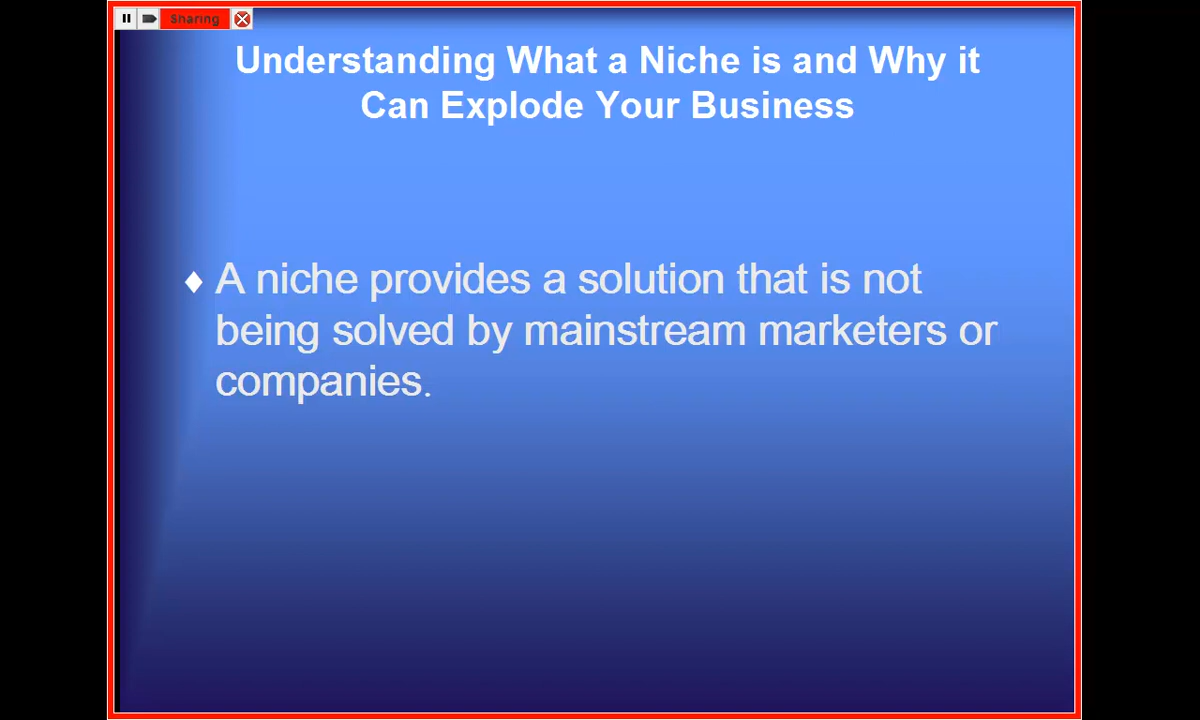 Sharing
Understanding What a Niche is and Why it
Can Explode Your Business
A niche provides a solution that is not
being solved by mainstream marketers or
companies.